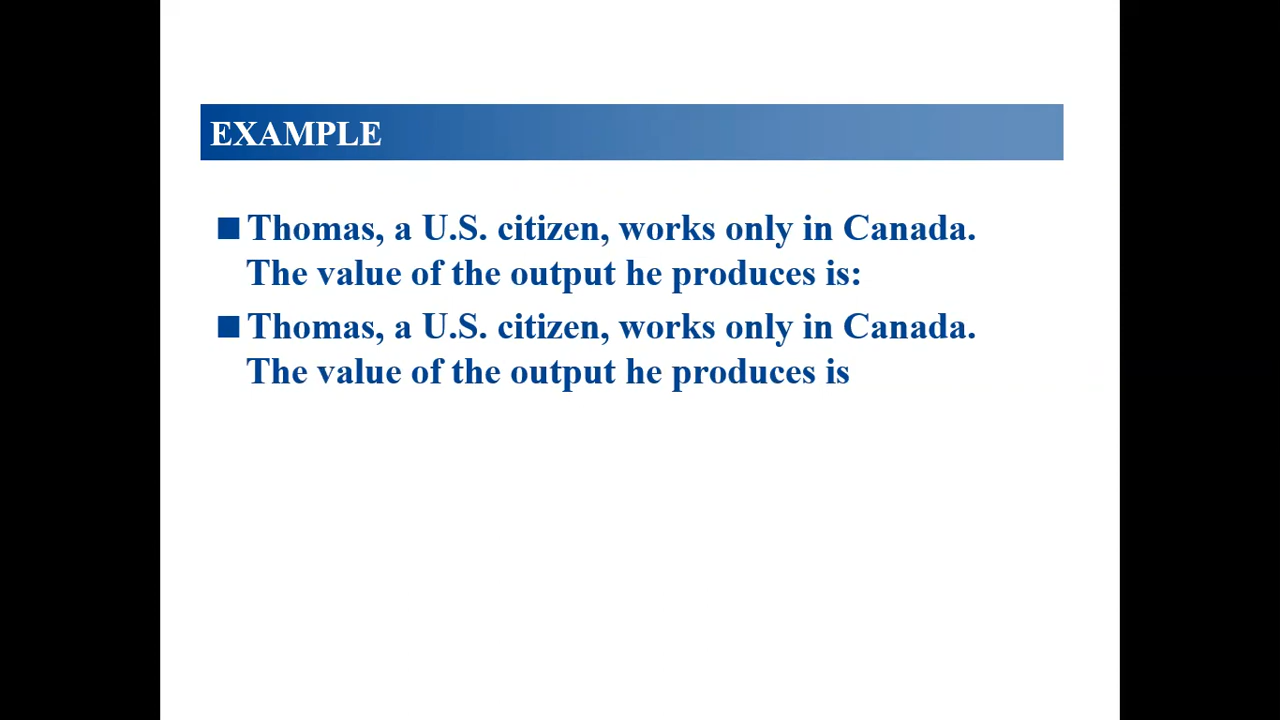 EXAMPLE
Thomas, a U.S. citizen, works only in Canada.
The value of the output he produces is:
Thomas, a U.S. citizen, works only in Canada.
The value of the output he produces is